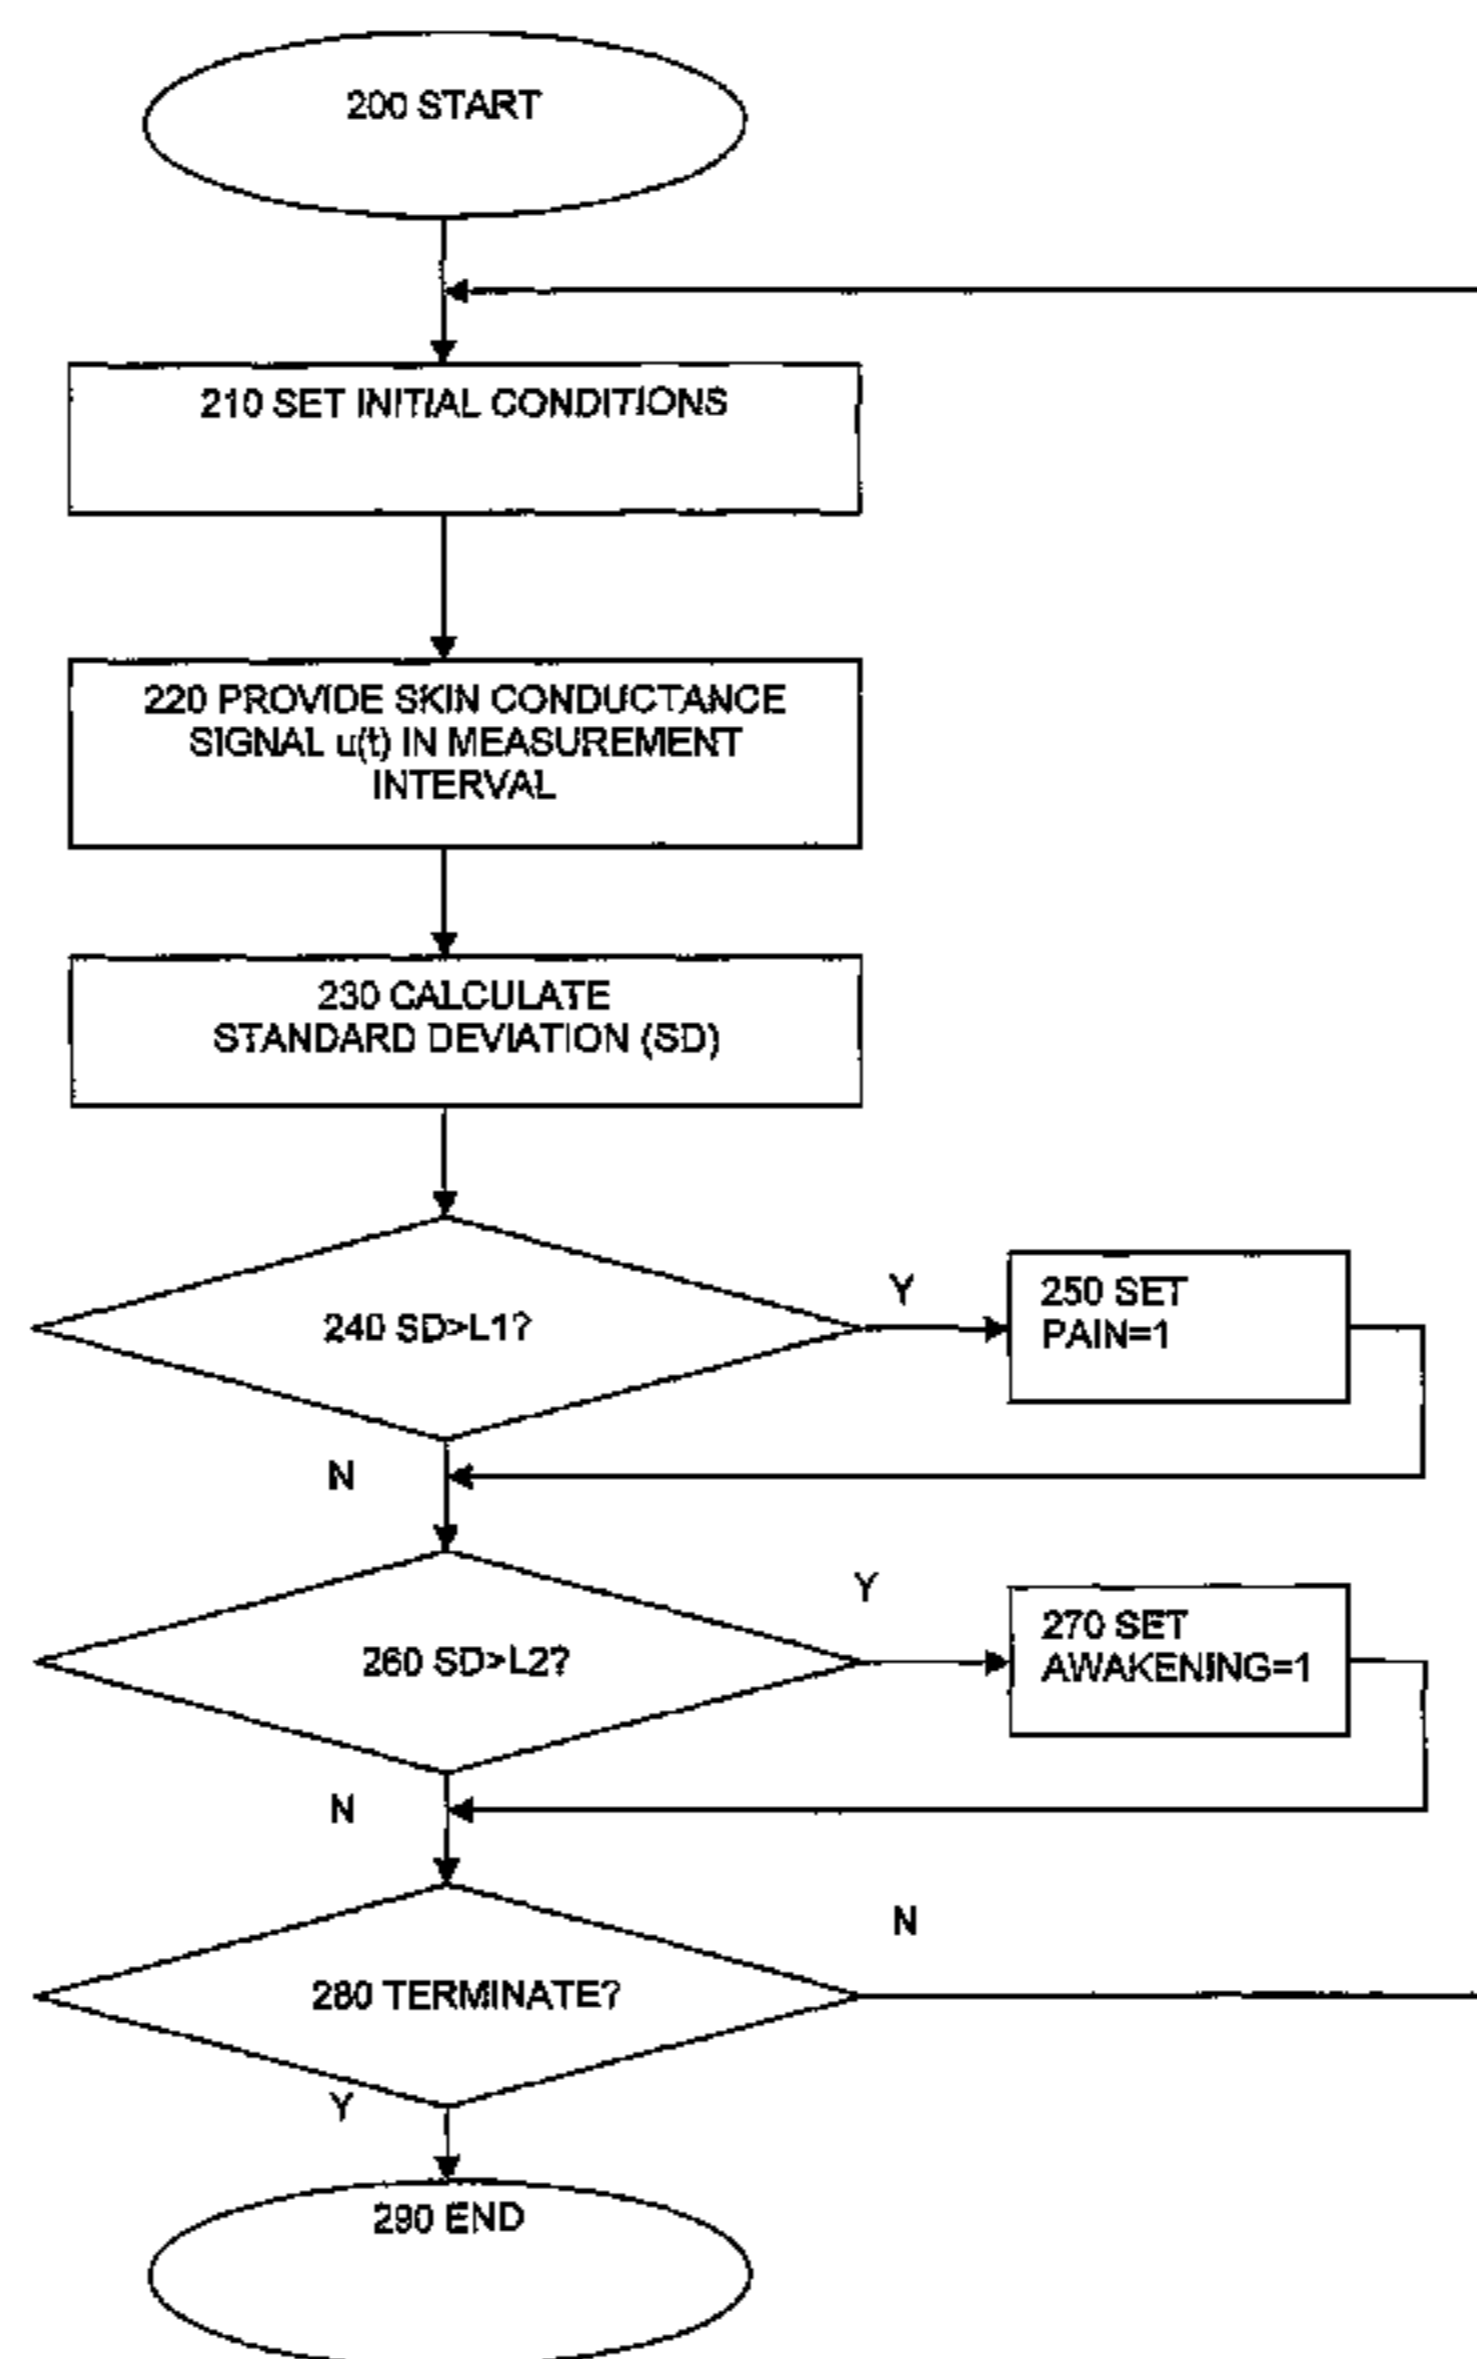 200 START
210 SET INITIAL CONDITIONS
220 PROVIDE SKIN CONDUCTANCE
SIGNAL u(t) IN MEASUREMENT
INTERVAL
230 CALCULATE
STANDARD DEVIATION (SD)
240 SD>L1?
Y
250 SET
PAIN=1
N
260 SD>L2?
Y
270 SET
AWAKENING=1
N
280 TERMINATE?
N
Y
290 END